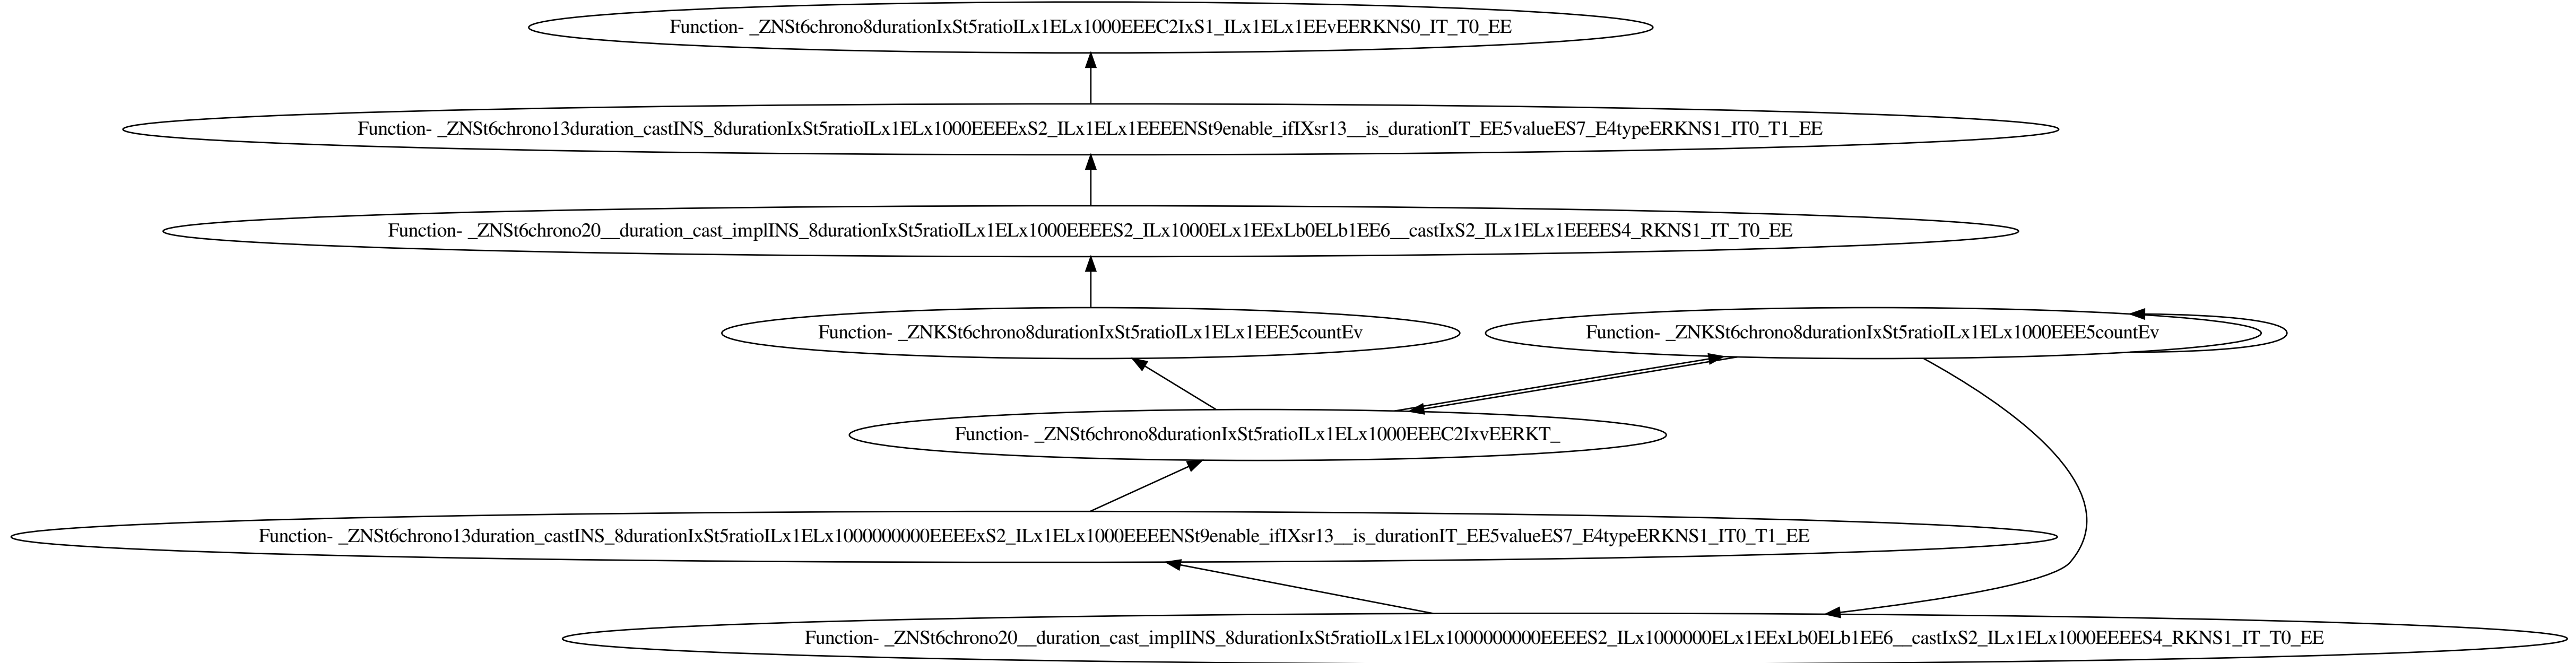 Function- _ZNSt6chrono8durationIxSt5ratioILx1ELx1000EEEC2IxS1_ILx1ELx1EEvEERKNS0_IT_T0_EE
Function- _ZNSt6chrono13duration_castINS_8durationIxSt5ratioILx1ELx1000EEEExS2_ILx1ELx1EEEENSt9enable_ifIXsr13__is_durationIT_EE5valueES7_E4typeERKNS1_IT0_T1_EE
Function- _ZNSt6chrono20__duration_cast_implINS_8durationIxSt5ratioILx1ELx1000EEEES2_ILx1000ELx1EExLb0ELb1EE6__castIxS2_ILx1ELx1EEEES4_RKNS1_IT_T0_EE
Function- _ZNKSt6chrono8durationIxSt5ratioILx1ELx1EEE5countEv
Function- _ZNKSt6chrono8durationIxSt5ratioILx1ELx1000EEE5countEv
Function- _ZNSt6chrono8durationIxSt5ratioILx1ELx1000EEEC2IxvEERKT_
Function- _ZNSt6chrono13duration_castINS_8durationIxSt5ratioILx1ELx1000000000EEEExS2_ILx1ELx1000EEEENSt9enable_ifIXsr13__is_durationIT_EE5valueES7_E4typeERKNS1_IT0_T1_EE
Function- _ZNSt6chrono20__duration_cast_implINS_8durationIxSt5ratioILx1ELx1000000000EEEES2_ILx1000000ELx1EExLb0ELb1EE6__castIxS2_ILx1ELx1000EEEES4_RKNS1_IT_T0_EE